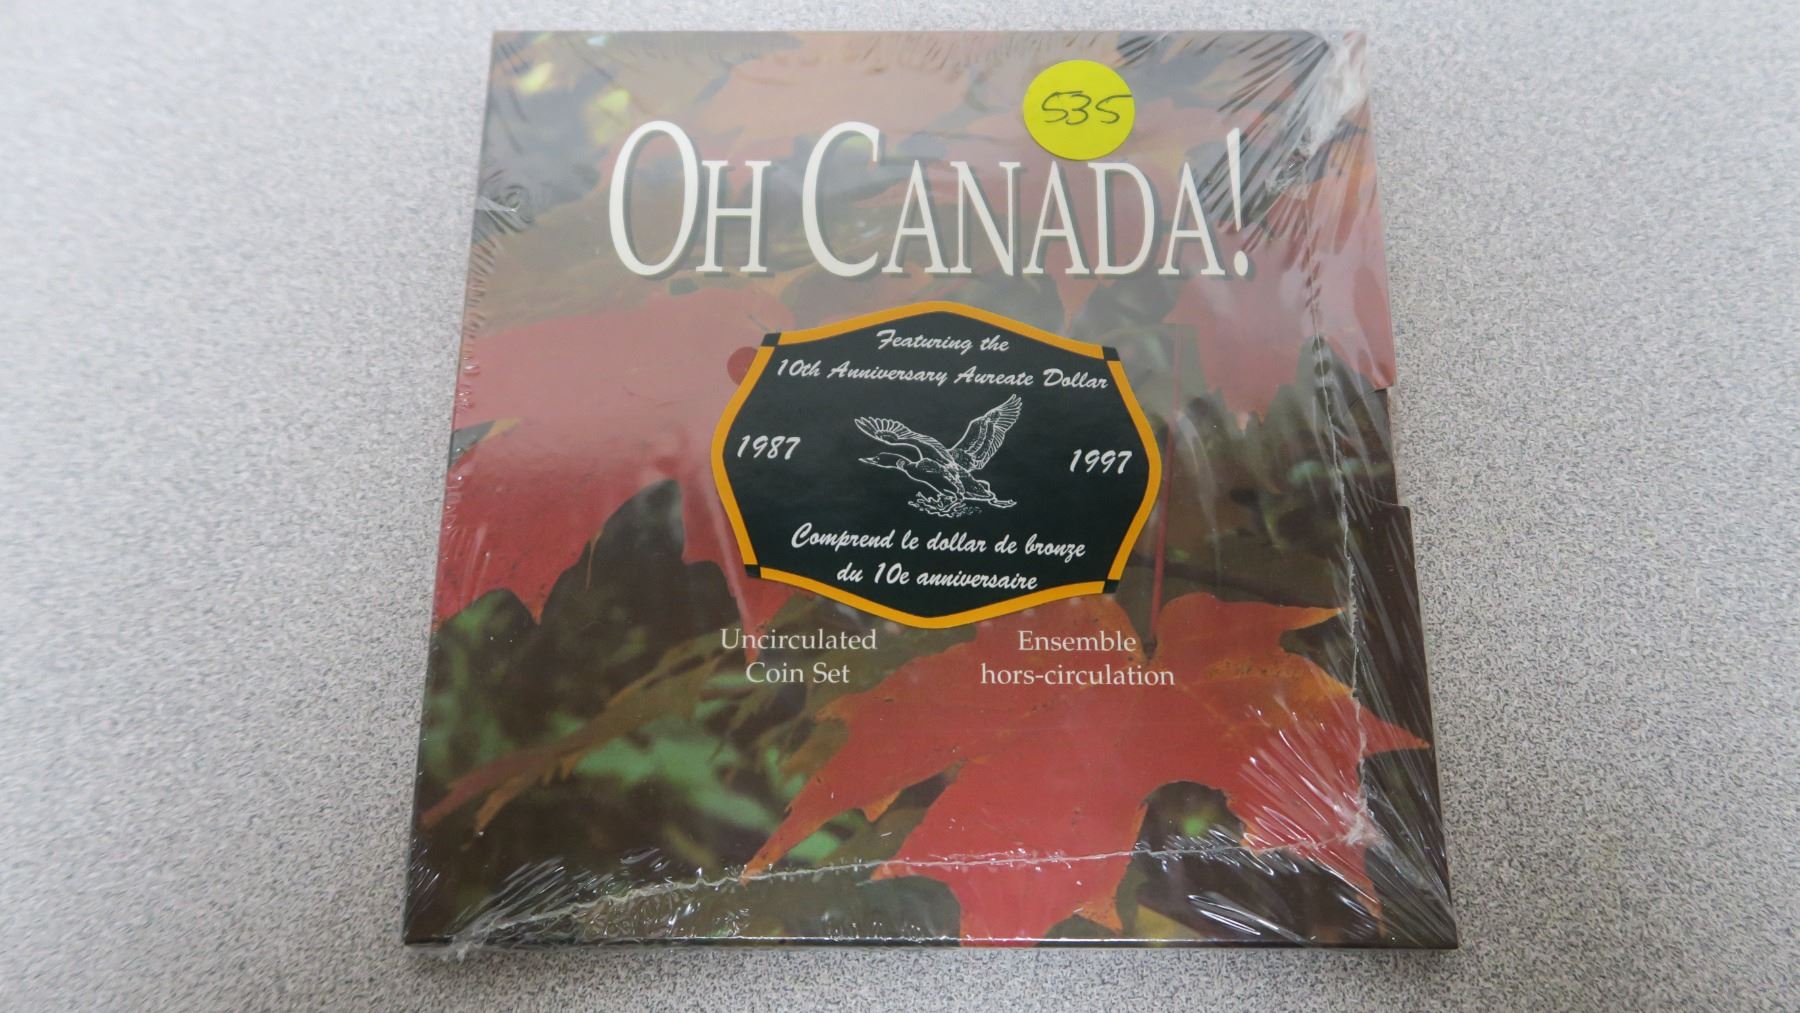 535
OH CANADA!
Featuring the
10th Anniversary Aureate Dollar
1987
1997
Comprend le dollar de bronze
du 10e anniversaire
Uncirculated
Coin Set
Ensemble
hors-circulation